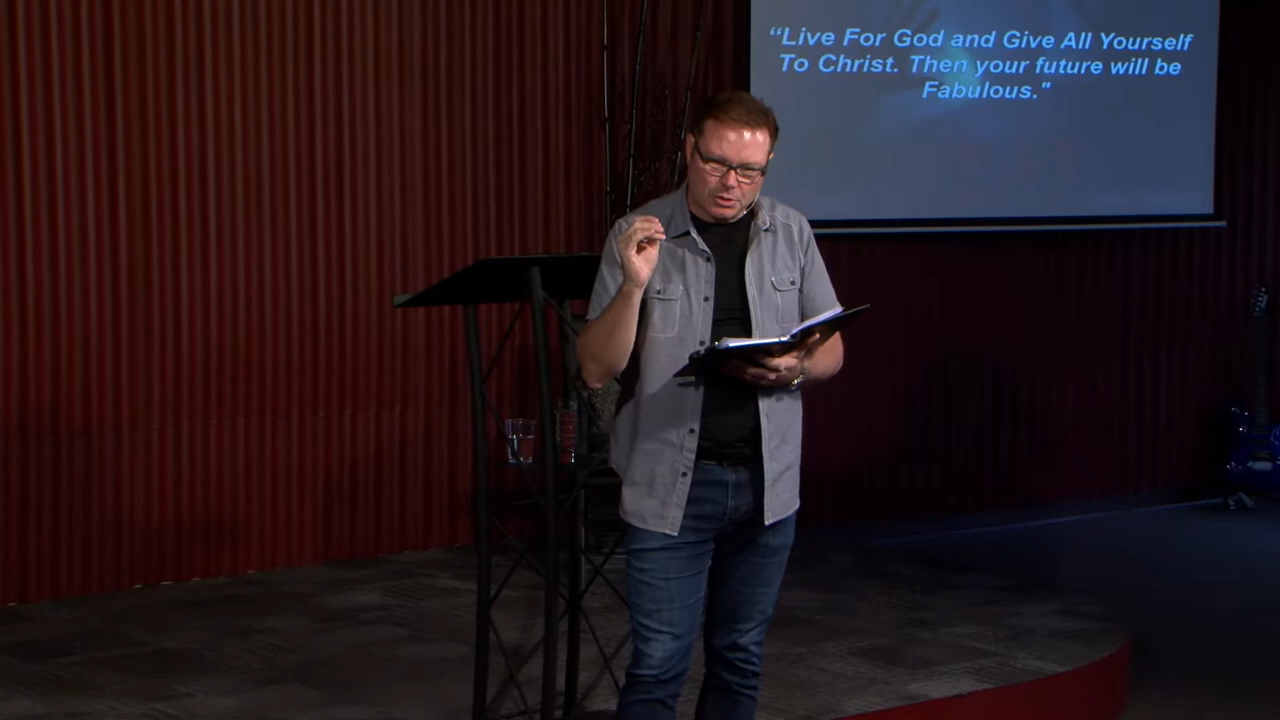 “Live For God and Give All Yourself
To Christ. Then your future will be
Fabulous."